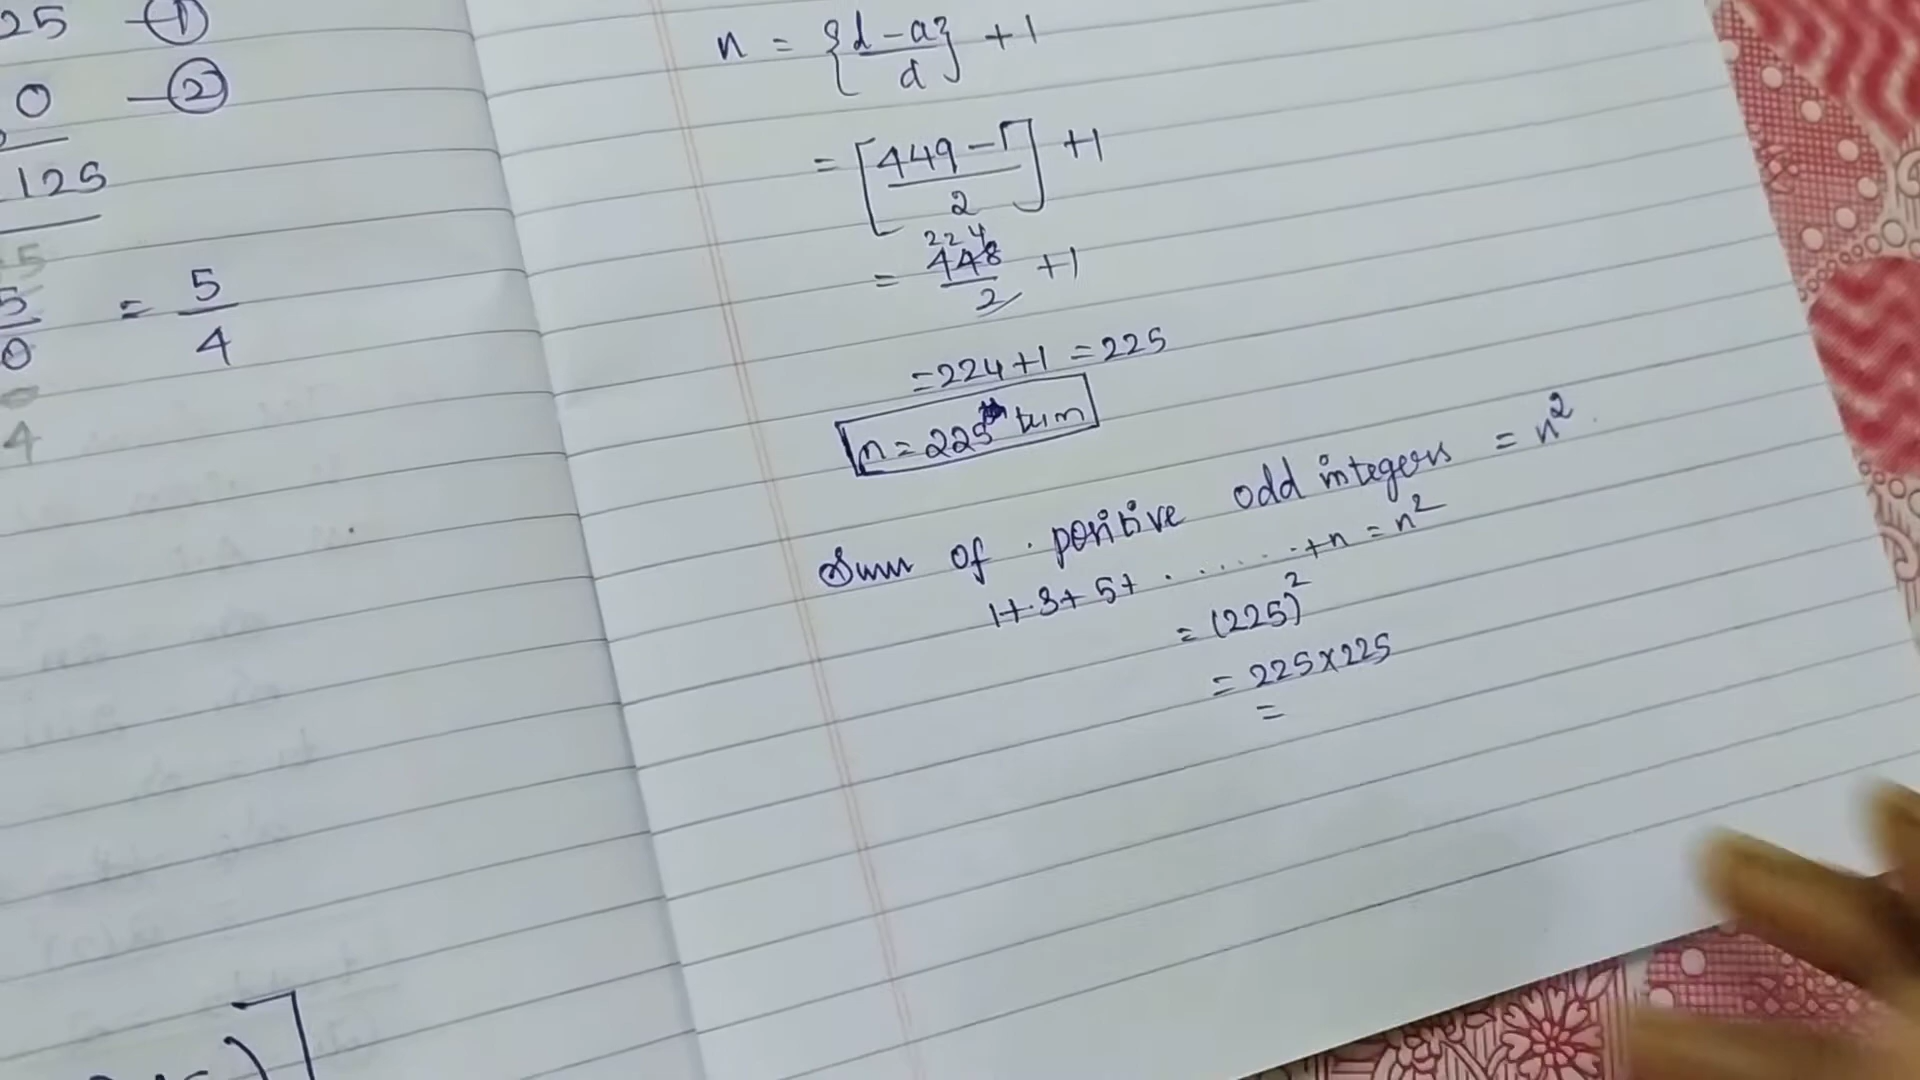 25 -①
0 -②
125
5/0 = 5/4
4
n = {l-a/d} +1
= [449-1/2] +1
224
= 448/2 +1
=224+1 =225
n=225th term
Sum of positive odd integers = n²
1+3+5+.......+n = n²
= (225)²
= 225×225
=